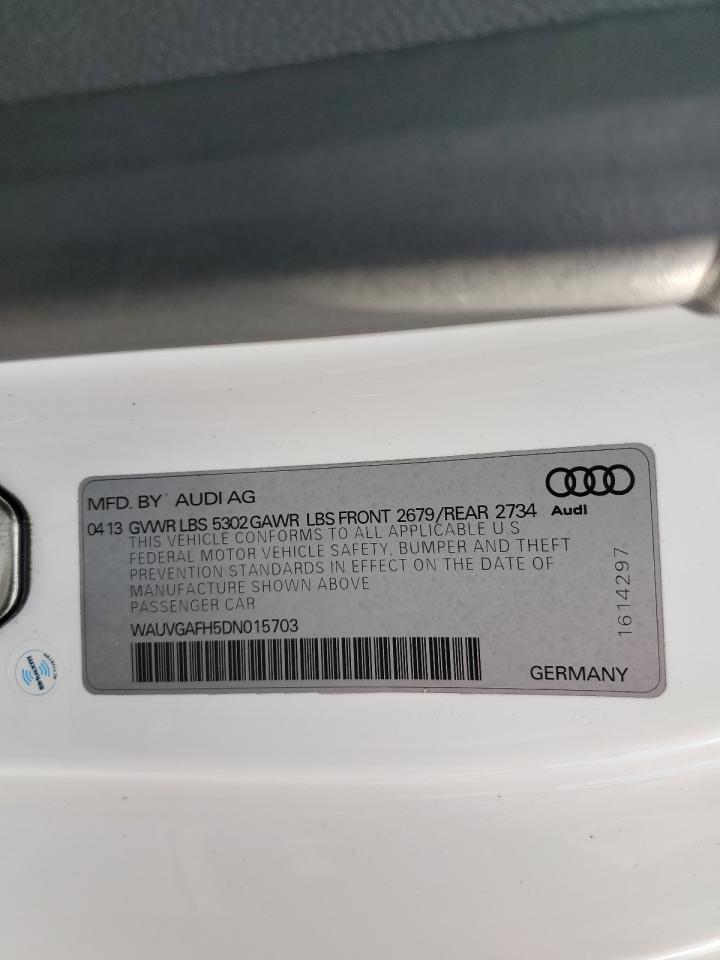 MFD. BY AUDI AG
Audi
04 13 GVWR LBS 5302 GAWR LBS FRONT 2679/REAR 2734
THIS VEHICLE CONFORMS TO ALL APPLICABLE U.S
FEDERAL MOTOR VEHICLE SAFETY, BUMPER AND THEFT
PREVENTION STANDARDS IN EFFECT ON THE DATE OF
MANUFACTURE SHOWN ABOVE
PASSENGER CAR
WAUVGAFH5DN015703
GERMANY
1614297
siriusxm